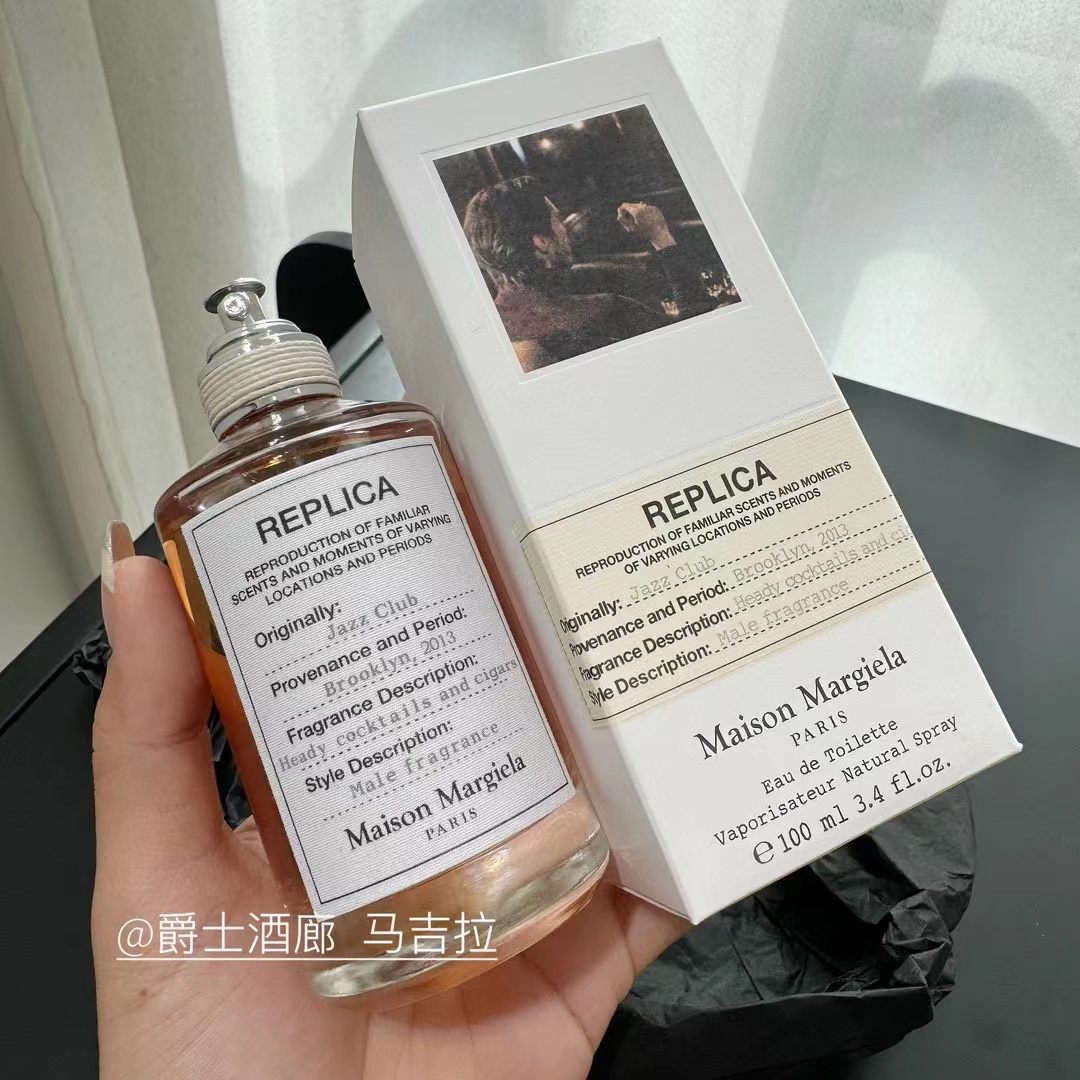 REPLICA
REPRODUCTION OF FAMILIAR
SCENTS AND MOMENTS OF VARYING
LOCATIONS AND PERIODS
Originally:
Jazz Club
Provenance and Period:
Brooklyn, 2013
Fragrance Description:
Heady cocktails and cigars
Style Description:
Male fragrance
Maison Margiela
PARIS
REPLICA
REPRODUCTION OF FAMILIAR SCENTS AND MOMENTS
OF VARYING LOCATIONS AND PERIODS
Originally: Jazz Club
Provenance and Period: Brooklyn, 2013
Fragrance Description: Heady cocktails and
Style Description: Male fragrance
Maison Margiela
PARIS
Eau de Toilette
Vaporisateur Natural Spray
℮ 100 ml 3.4 fl.oz.
@爵士酒廊 马吉拉